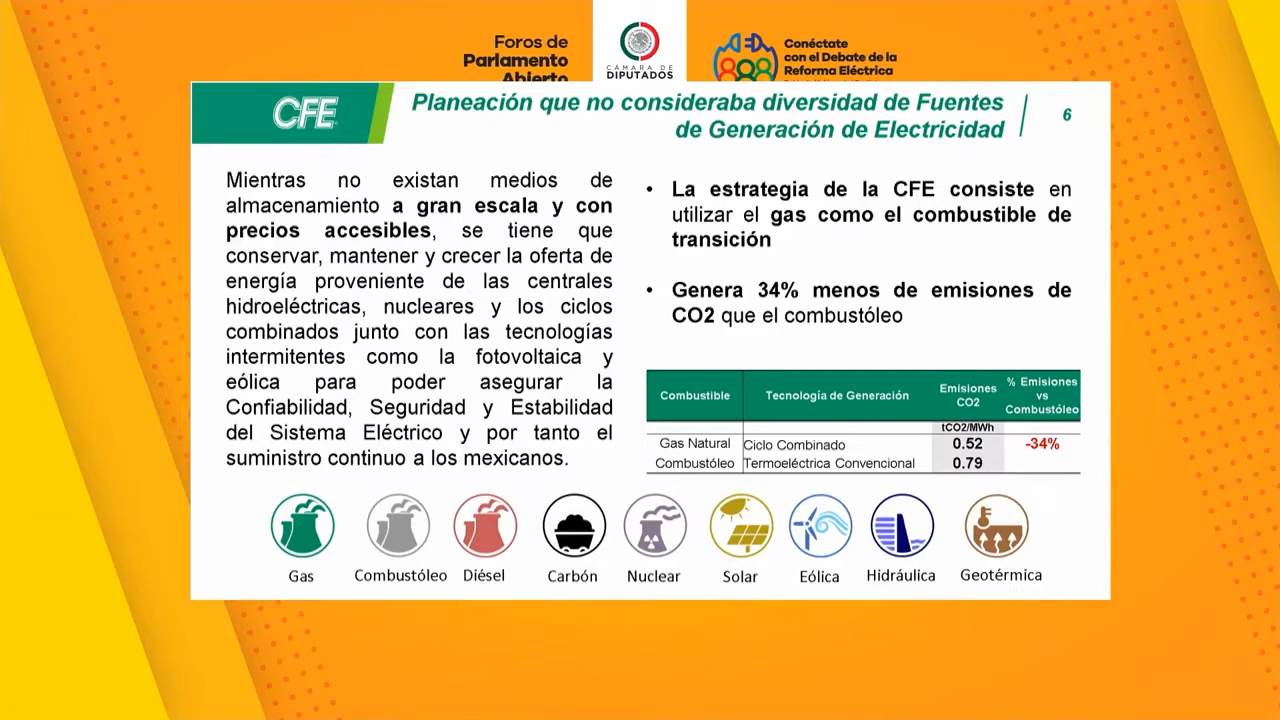 Foros de
Parlamento
Abierto
CÁMARA DE
DIPUTADOS
Conéctate
con el Debate de la
Reforma Eléctrica
CFE
Planeación que no consideraba diversidad de Fuentes
de Generación de Electricidad
6
Mientras no existan medios de
almacenamiento a gran escala y con
precios accesibles, se tiene que
conservar, mantener y crecer la oferta de
energía proveniente de las centrales
hidroeléctricas, nucleares y los ciclos
combinados junto con las tecnologías
intermitentes como la fotovoltaica y
eólica para poder asegurar la
Confiabilidad, Seguridad y Estabilidad
del Sistema Eléctrico y por tanto el
suministro continuo a los mexicanos.
• La estrategia de la CFE consiste en
utilizar el gas como el combustible de
transición
• Genera 34% menos de emisiones de
CO2 que el combustóleo
Combustible Tecnología de Generación Emisiones CO2 % Emisiones vs Combustóleo
tCO2/MWh
Gas Natural Ciclo Combinado 0.52 -34%
Combustóleo Termoeléctrica Convencional 0.79
Gas Combustóleo Diésel Carbón Nuclear Solar Eólica Hidráulica Geotérmica